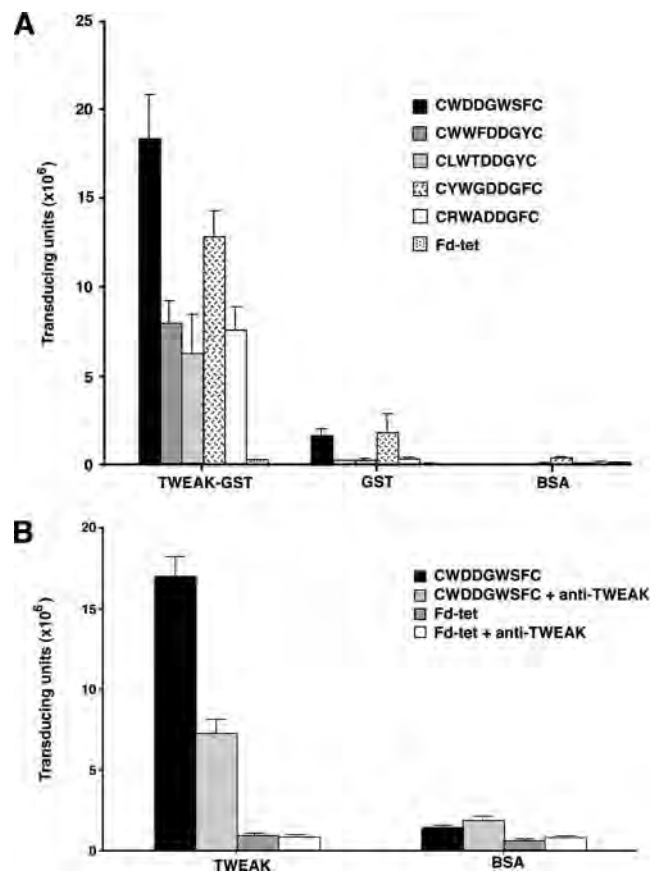 A
25
20
15
10
5
0
Transducing units (x10⁶)
CWDDGWSFC
CWWFDDGYC
CLWTDDGYC
CYWGDDGFC
CRWADDGFC
Fd-tet
TWEAK-GST
GST
BSA
B
20
15
10
5
0
Transducing units (x10⁶)
CWDDGWSFC
CWDDGWSFC + anti-TWEAK
Fd-tet
Fd-tet + anti-TWEAK
TWEAK
BSA